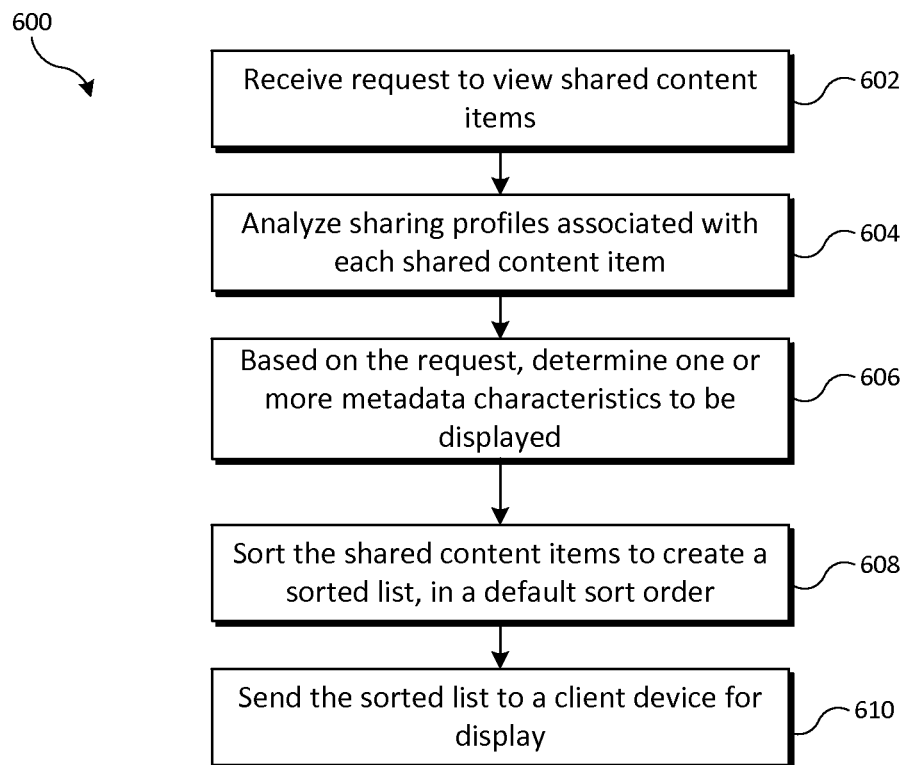 600
Receive request to view shared content
items
602
Analyze sharing profiles associated with
each shared content item
604
Based on the request, determine one or
more metadata characteristics to be
displayed
606
Sort the shared content items to create a
sorted list, in a default sort order
608
Send the sorted list to a client device for
display
610